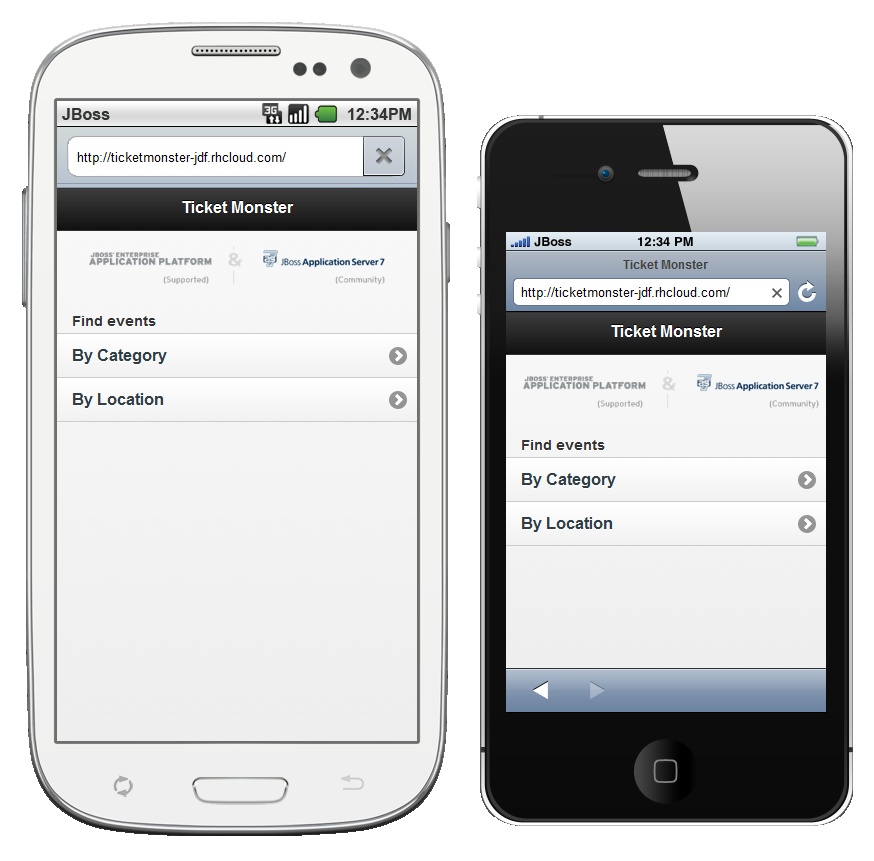 JBoss 3G 12:34PM
http://ticketmonster-jdf.rhcloud.com/
Ticket Monster
JBOSS® ENTERPRISE
APPLICATION PLATFORM & JBoss Application Server 7
(Supported) (Community)
Find events
By Category
By Location
JBoss 12:34 PM
Ticket Monster
http://ticketmonster-jdf.rhcloud.com/
Ticket Monster
JBOSS® ENTERPRISE
APPLICATION PLATFORM & JBoss Application Server 7
(Supported) (Community)
Find events
By Category
By Location